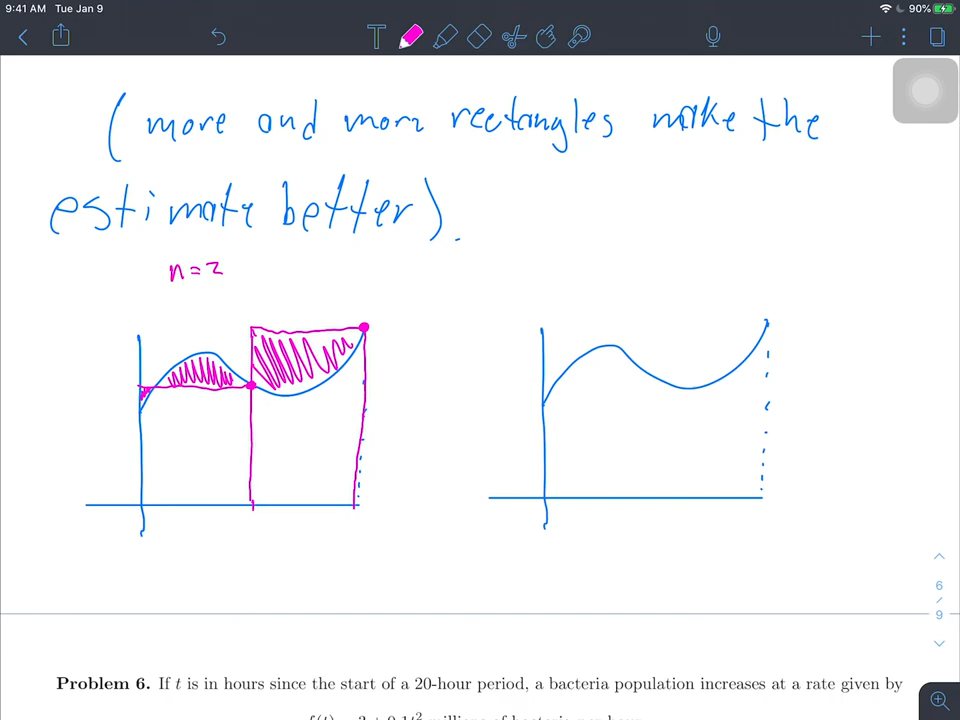 9:41 AM Tue Jan 9
90%
(more and more rectangles make the
estimate better).
n=2
6
/
9
Problem 6. If t is in hours since the start of a 20-hour period, a bacteria population increases at a rate given by